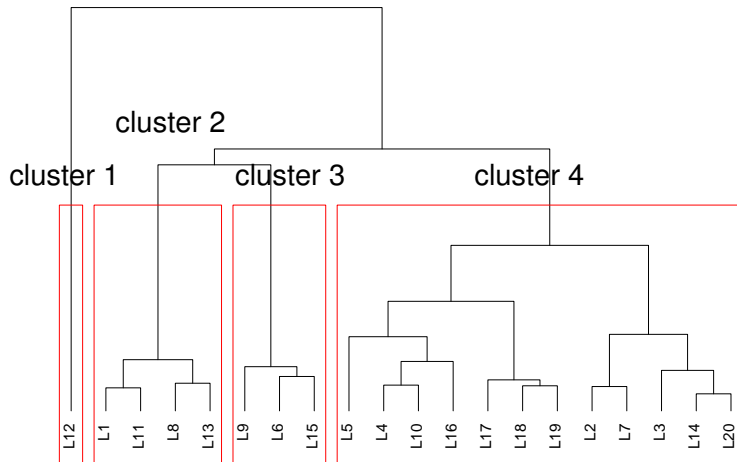 cluster 2
cluster 1
cluster 3
cluster 4
L12
L1
L11
L8
L13
L9
L6
L15
L5
L4
L10
L16
L17
L18
L19
L2
L7
L3
L14
L20